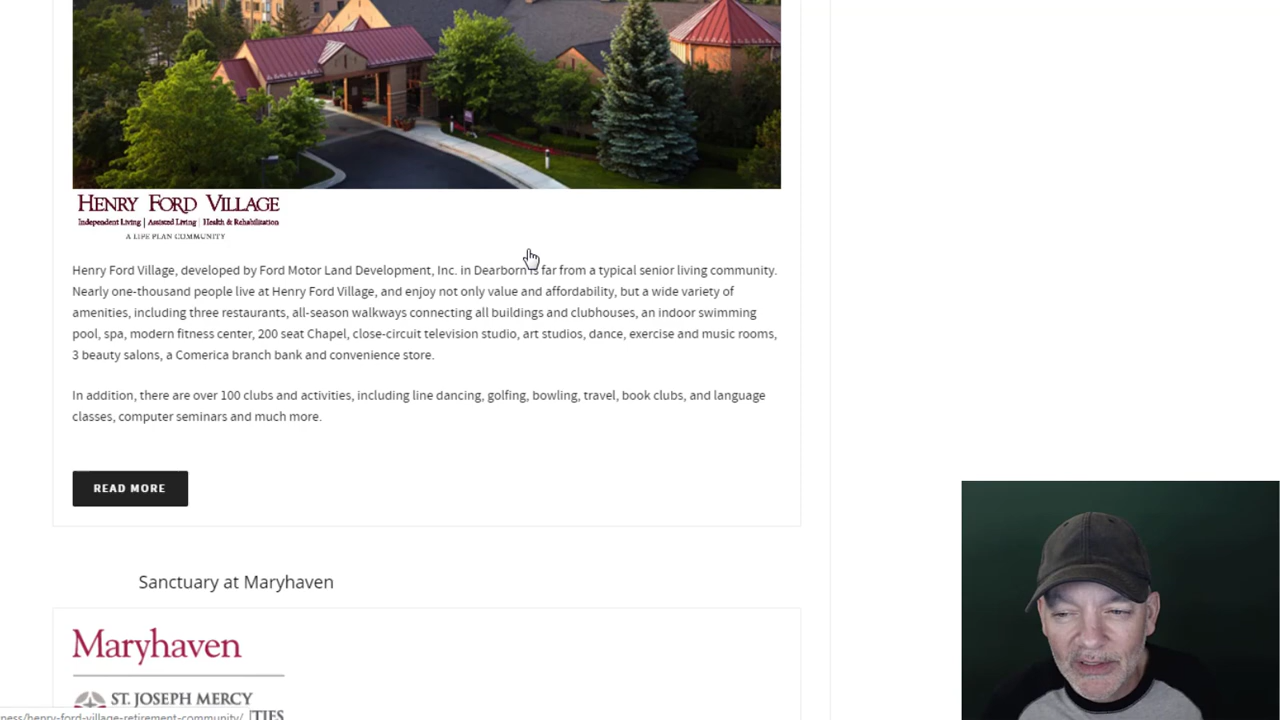 HENRY FORD VILLAGE
Independent Living | Assisted Living | Health & Rehabilitation
A LIFE PLAN COMMUNITY
Henry Ford Village, developed by Ford Motor Land Development, Inc. in Dearborn is far from a typical senior living community.
Nearly one-thousand people live at Henry Ford Village, and enjoy not only value and affordability, but a wide variety of
amenities, including three restaurants, all-season walkways connecting all buildings and clubhouses, an indoor swimming
pool, spa, modern fitness center, 200 seat Chapel, close-circuit television studio, art studios, dance, exercise and music rooms,
3 beauty salons, a Comerica branch bank and convenience store.
In addition, there are over 100 clubs and activities, including line dancing, golfing, bowling, travel, book clubs, and language
classes, computer seminars and much more.
READ MORE
Sanctuary at Maryhaven
Maryhaven
ST. JOSEPH MERCY
ness/henry-ford-village-retirement-community/